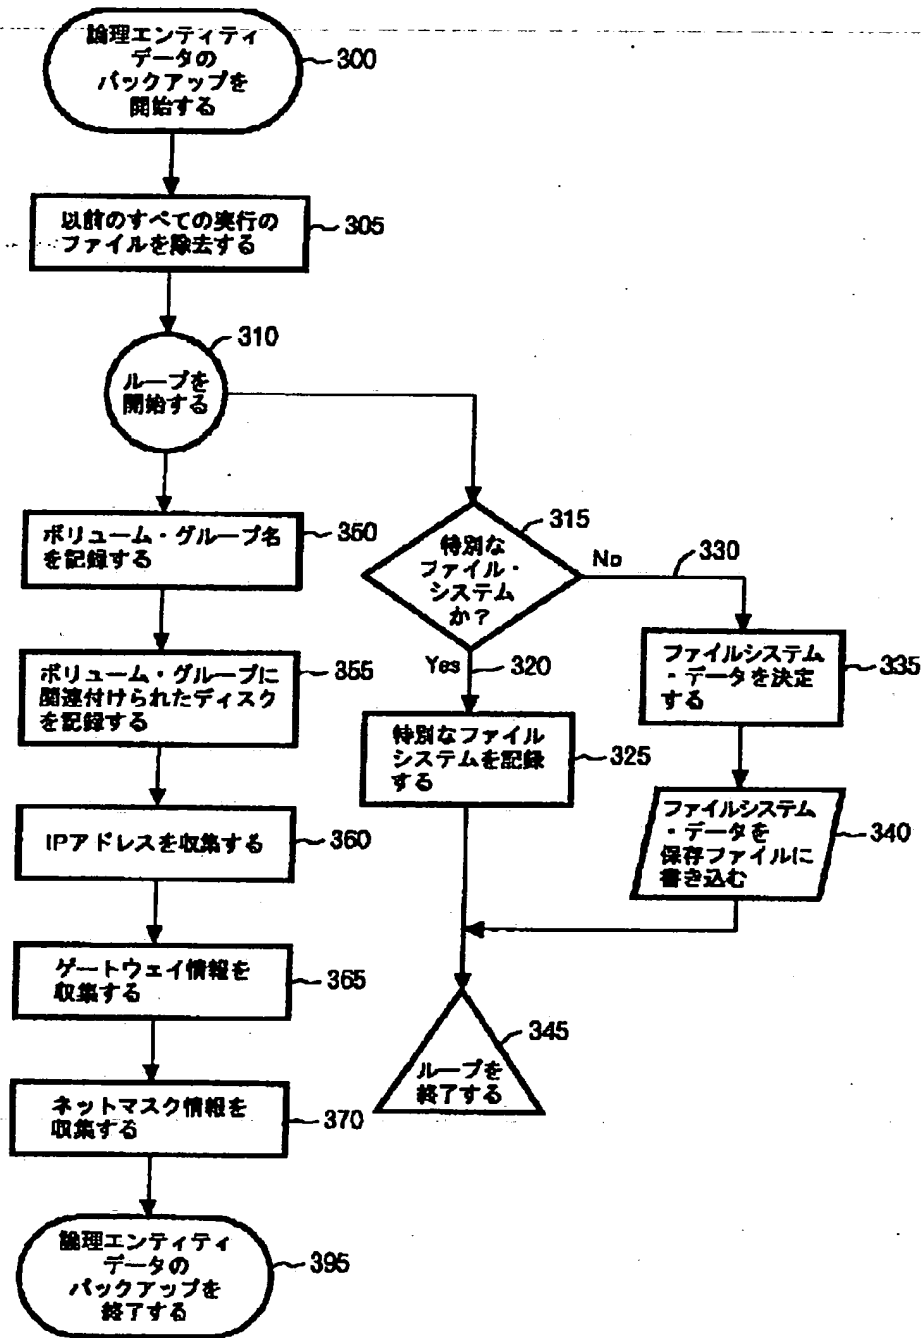 論理エンティティ
データの
バックアップを
開始する
300
以前のすべての実行の
ファイルを除去する
305
310
ループを
開始する
ボリューム・グループ名
を記録する
350
315
特別な
ファイル・
システム
か?
No
330
Yes
320
ボリューム・グループに
関連付けられたディスク
を記録する
355
ファイルシステム
・データを決定
する
335
特別なファイル
システムを記録
する
325
IPアドレスを収集する
360
ファイルシステム
・データを
保存ファイルに
書き込む
340
ゲートウェイ情報を
収集する
365
345
ループを
終了する
ネットマスク情報を
収集する
370
論理エンティティ
データの
バックアップを
終了する
395